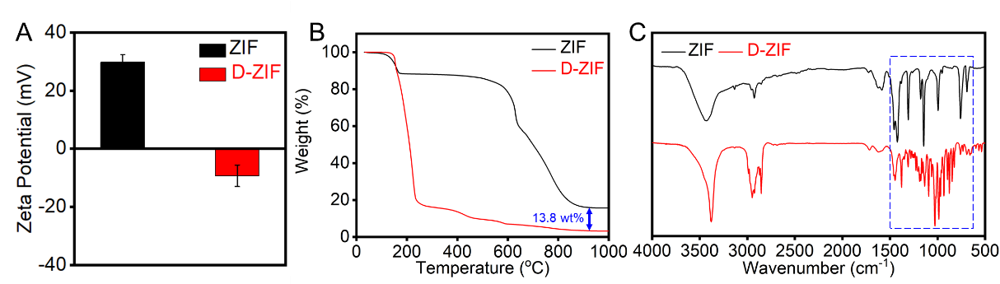 A
40
20
0
-20
-40
Zeta Potential (mV)
ZIF
D-ZIF
B
100
80
60
40
20
0
Weight (%)
0 200 400 600 800 1000
Temperature (°C)
ZIF
D-ZIF
13.8 wt%
C
ZIF D-ZIF
4000 3500 3000 2500 2000 1500 1000 500
Wavenumber (cm⁻¹)